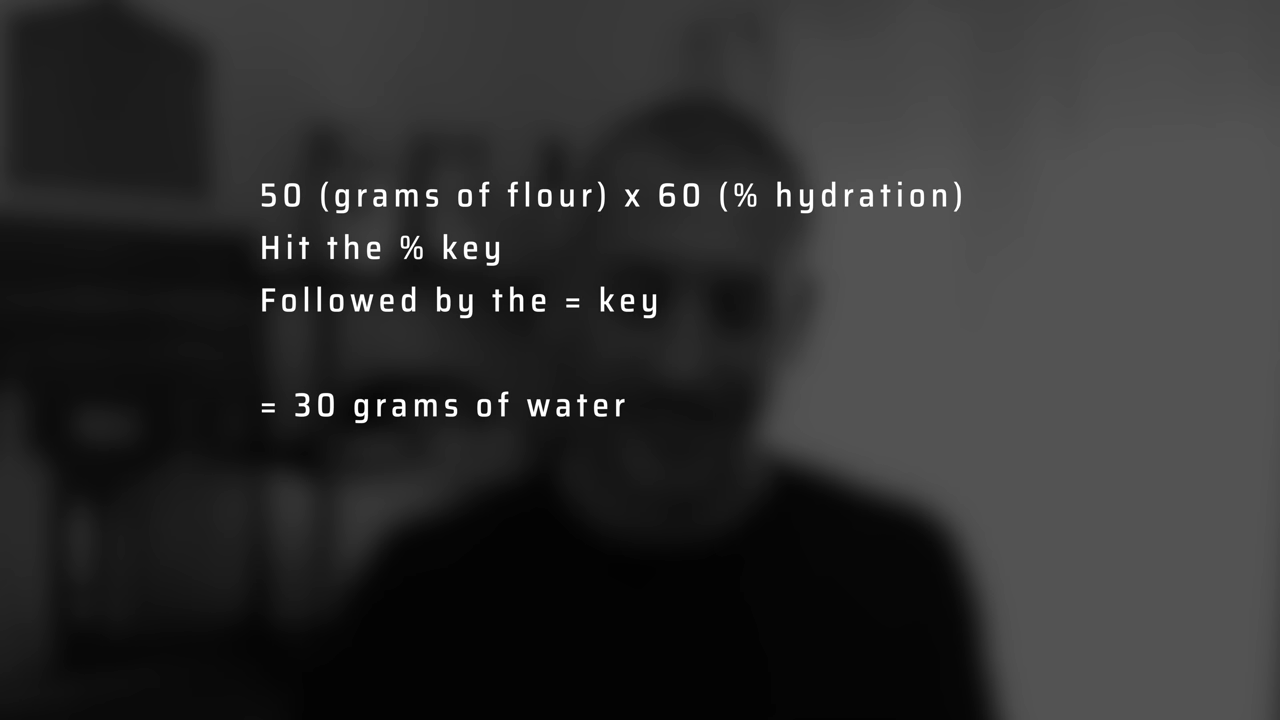 50 (grams of flour) x 60 (% hydration)
Hit the % key
Followed by the = key
= 30 grams of water